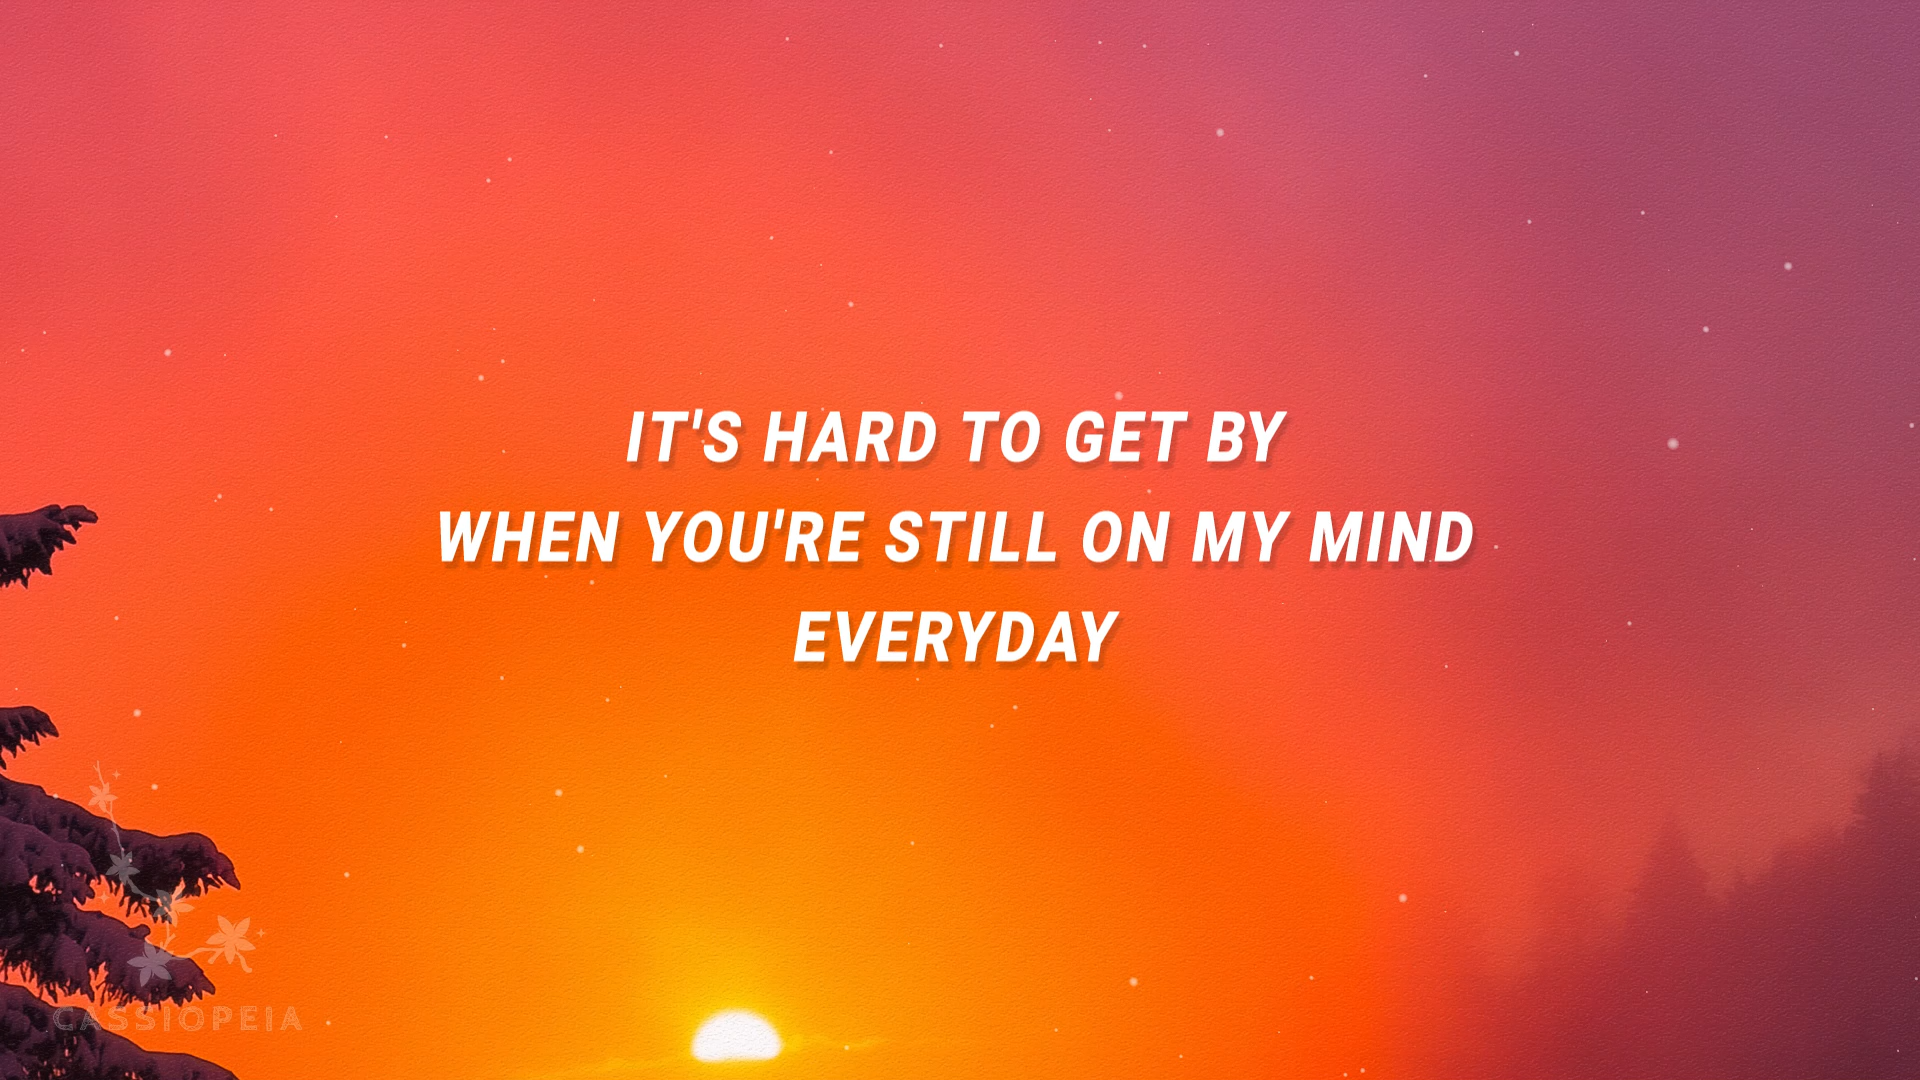 IT'S HARD TO GET BY
WHEN YOU'RE STILL ON MY MIND
EVERYDAY
CASSIOPEIA